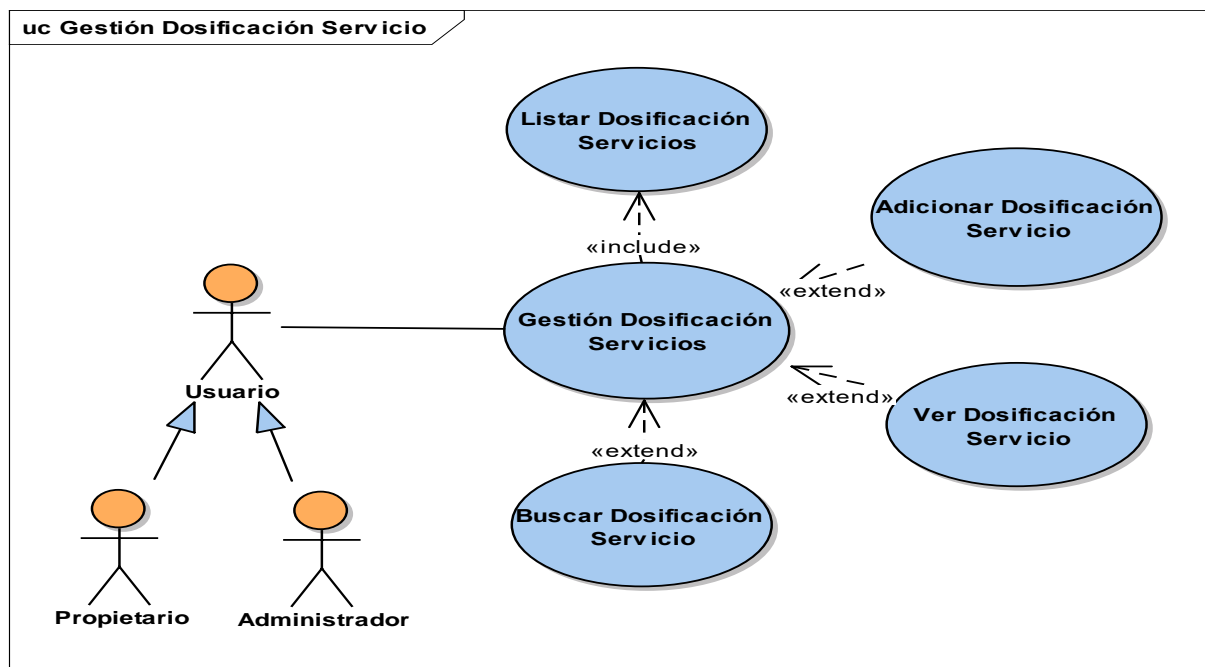 uc Gestión Dosificación Servicio
Listar Dosificación
Servicios
Adicionar Dosificación
Servicio
«include»
«extend»
Gestión Dosificación
Servicios
Usuario
«extend»
Ver Dosificación
Servicio
«extend»
Buscar Dosificación
Servicio
Propietario
Administrador